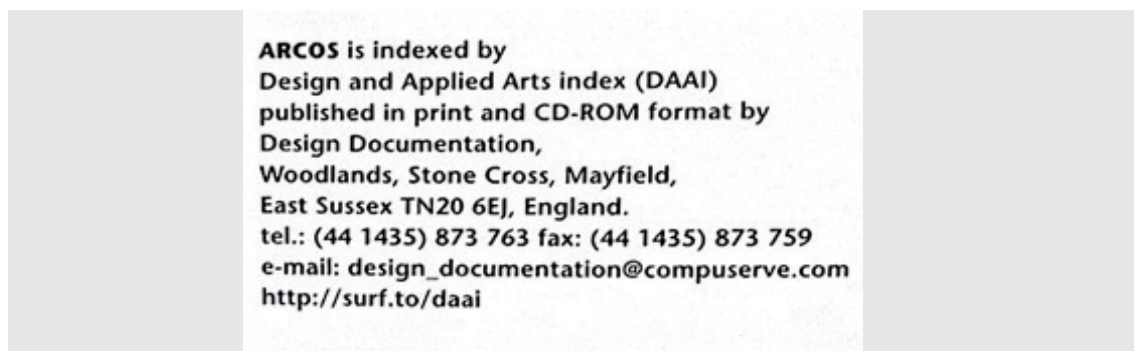 ARCOS is indexed by
Design and Applied Arts index (DAAI)
published in print and CD-ROM format by
Design Documentation,
Woodlands, Stone Cross, Mayfield,
East Sussex TN20 6EJ, England.
tel.: (44 1435) 873 763 fax: (44 1435) 873 759
e-mail: design_documentation@compuserve.com
http://surf.to/daai